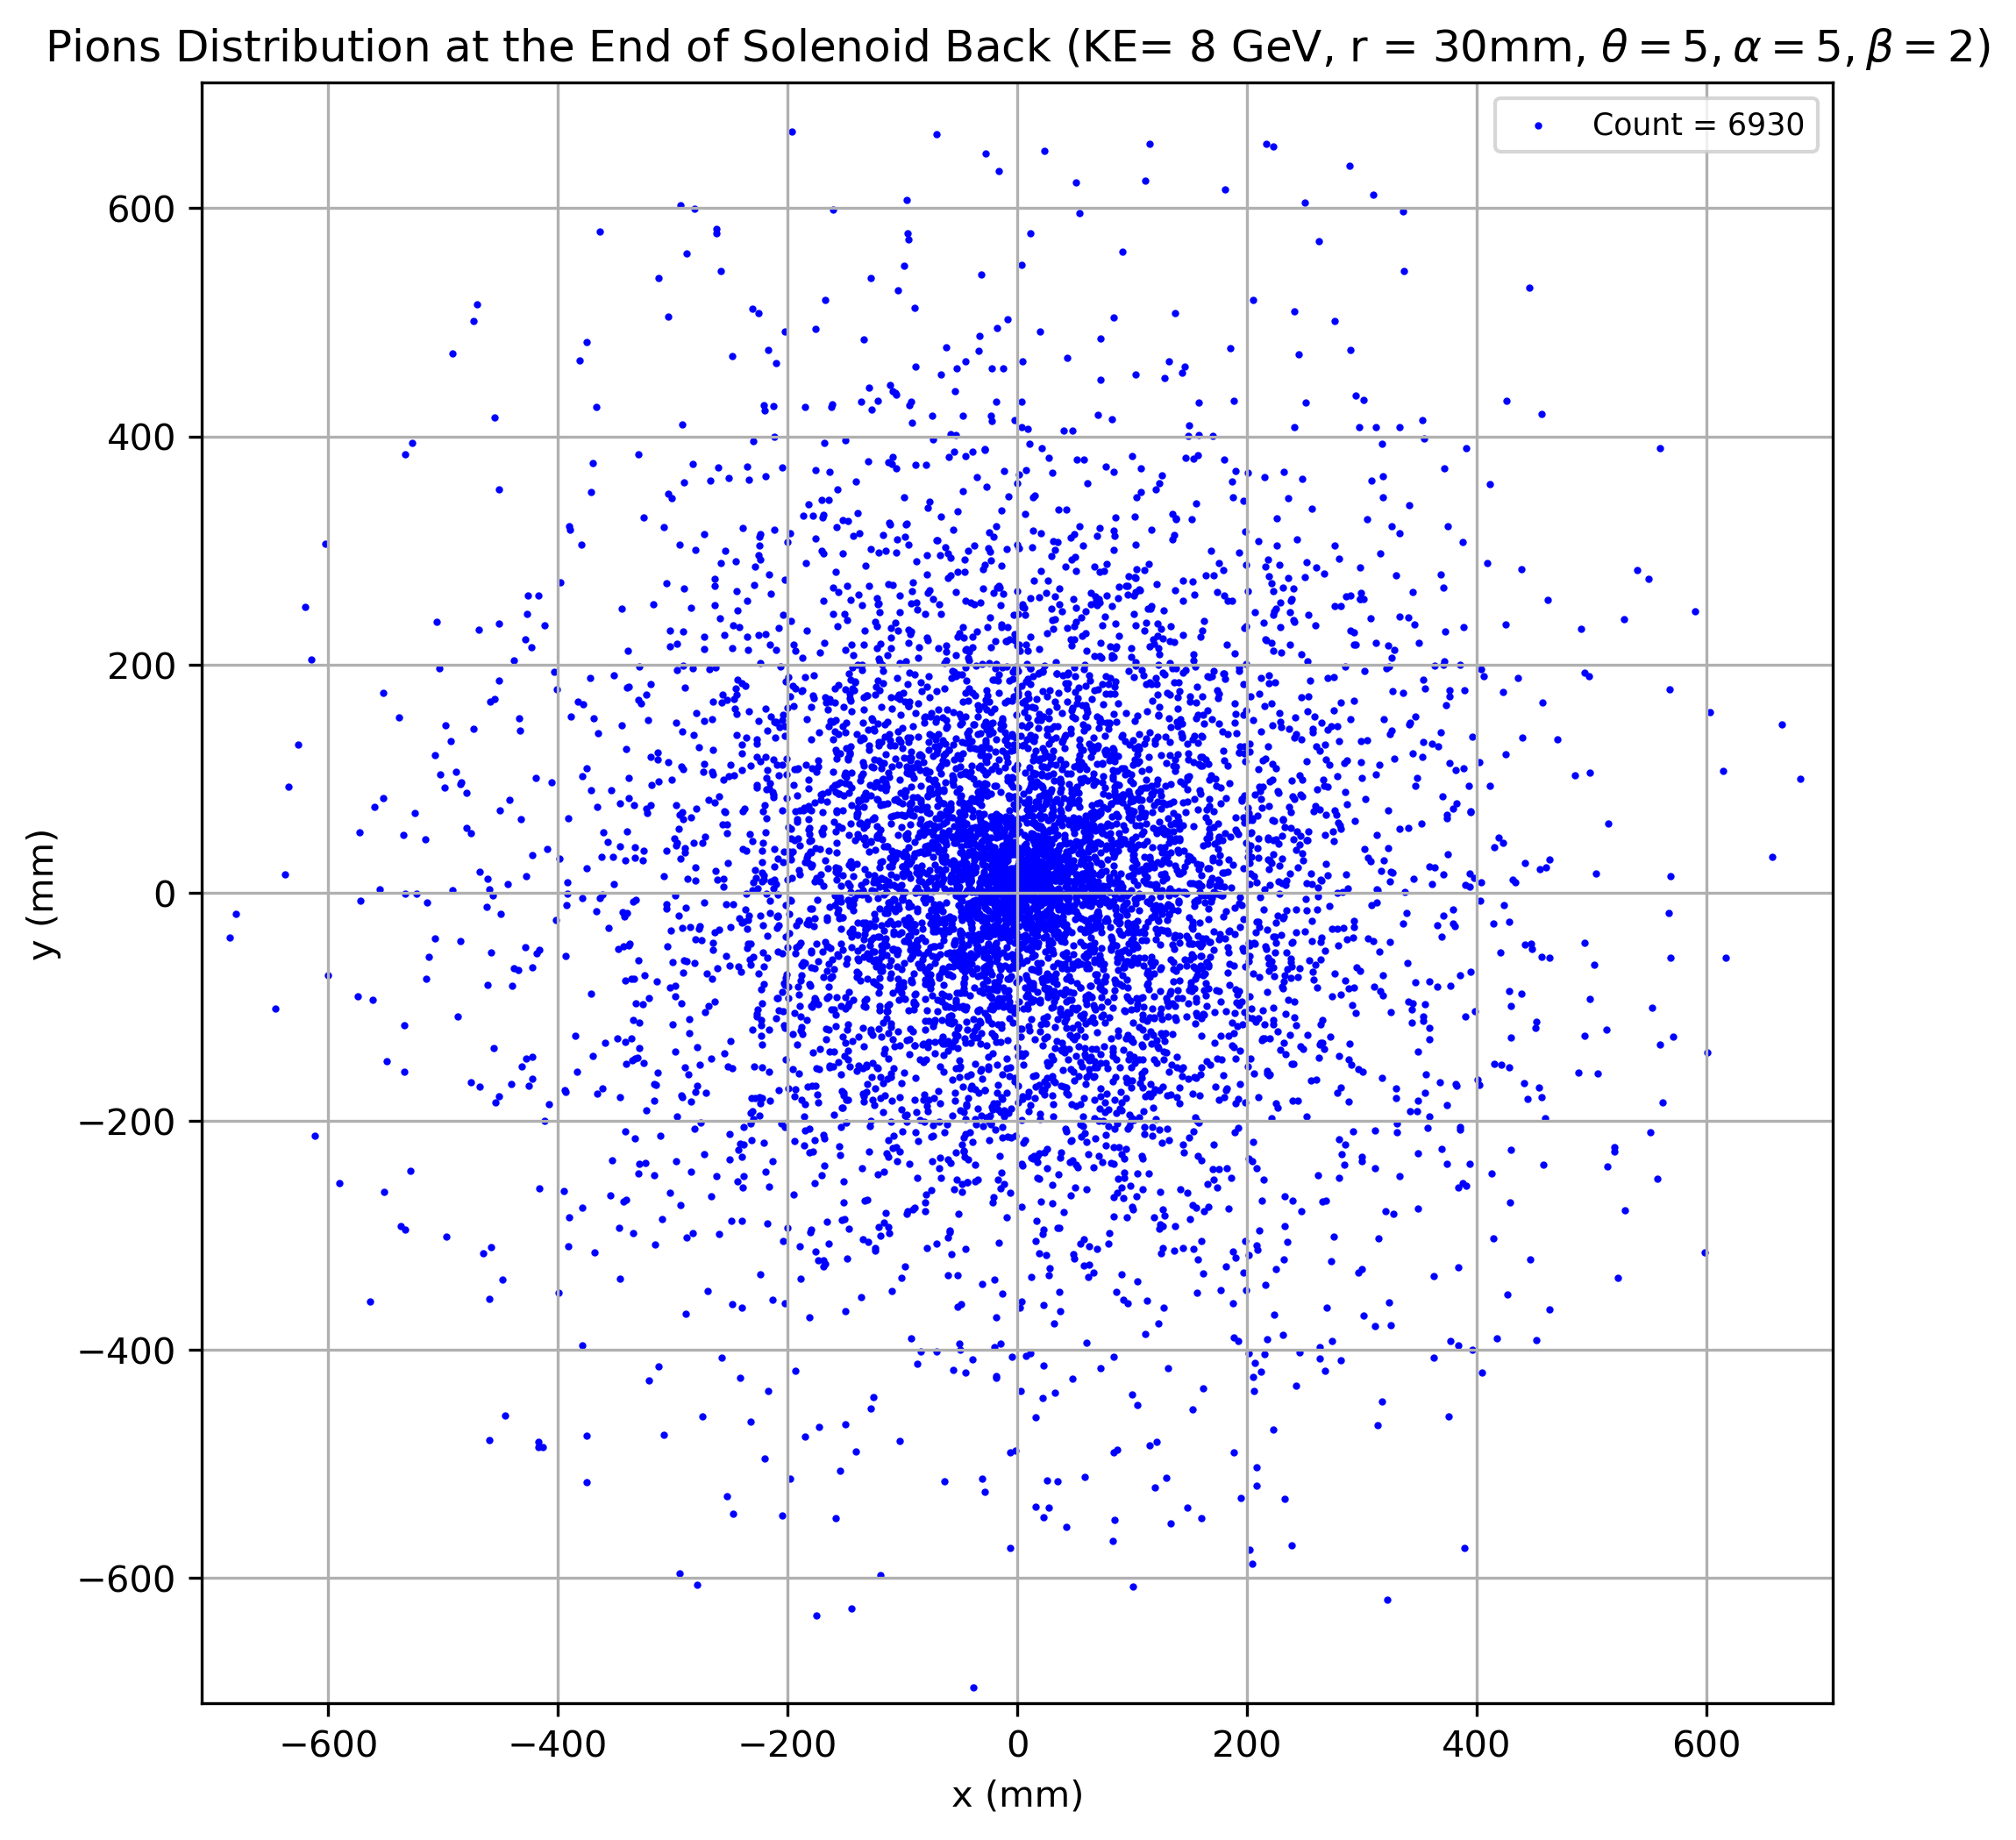 Pions Distribution at the End of Solenoid Back (KE= 8 GeV, r = 30mm, θ = 5, α = 5, β = 2)
Count = 6930
600
400
200
0
−200
−400
−600
y (mm)
−600 −400 −200 0 200 400 600
x (mm)